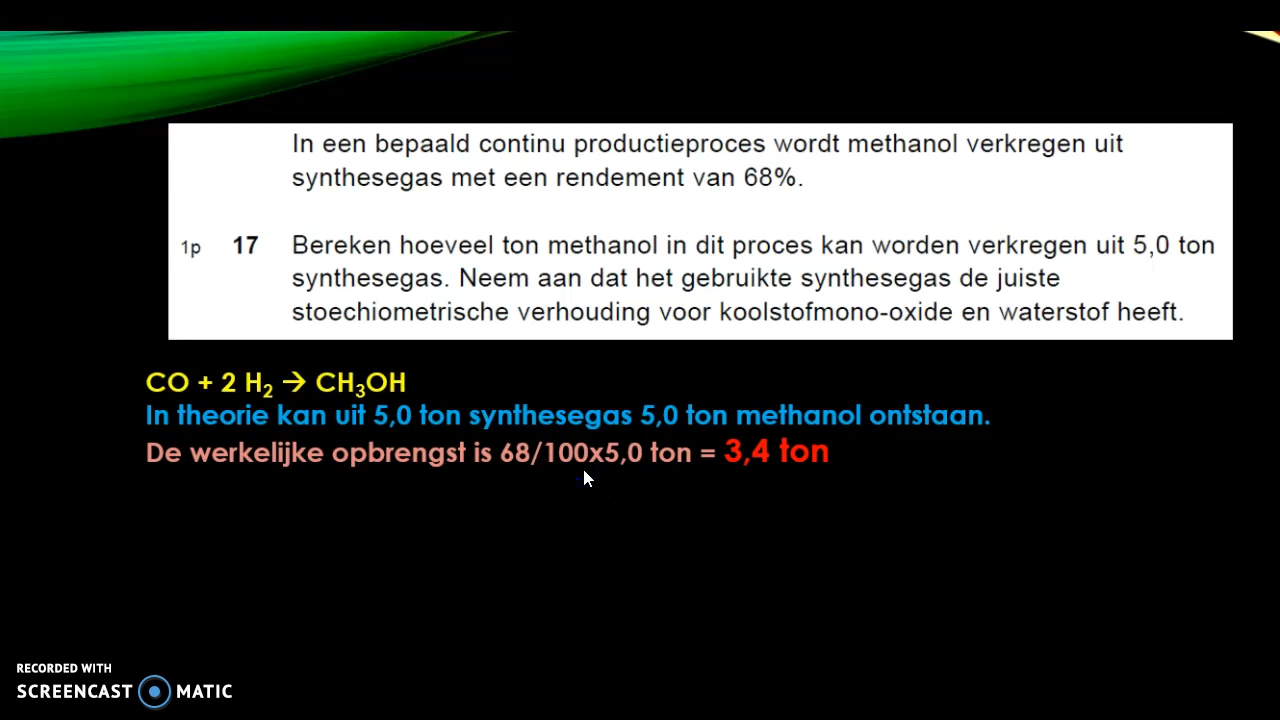 In een bepaald continu productieproces wordt methanol verkregen uit
synthesegas met een rendement van 68%.
1p 17 Bereken hoeveel ton methanol in dit proces kan worden verkregen uit 5,0 ton
synthesegas. Neem aan dat het gebruikte synthesegas de juiste
stoechiometrische verhouding voor koolstofmono-oxide en waterstof heeft.
CO + 2 H₂ → CH₃OH
In theorie kan uit 5,0 ton synthesegas 5,0 ton methanol ontstaan.
De werkelijke opbrengst is 68/100x5,0 ton = 3,4 ton
RECORDED WITH
SCREENCAST MATIC